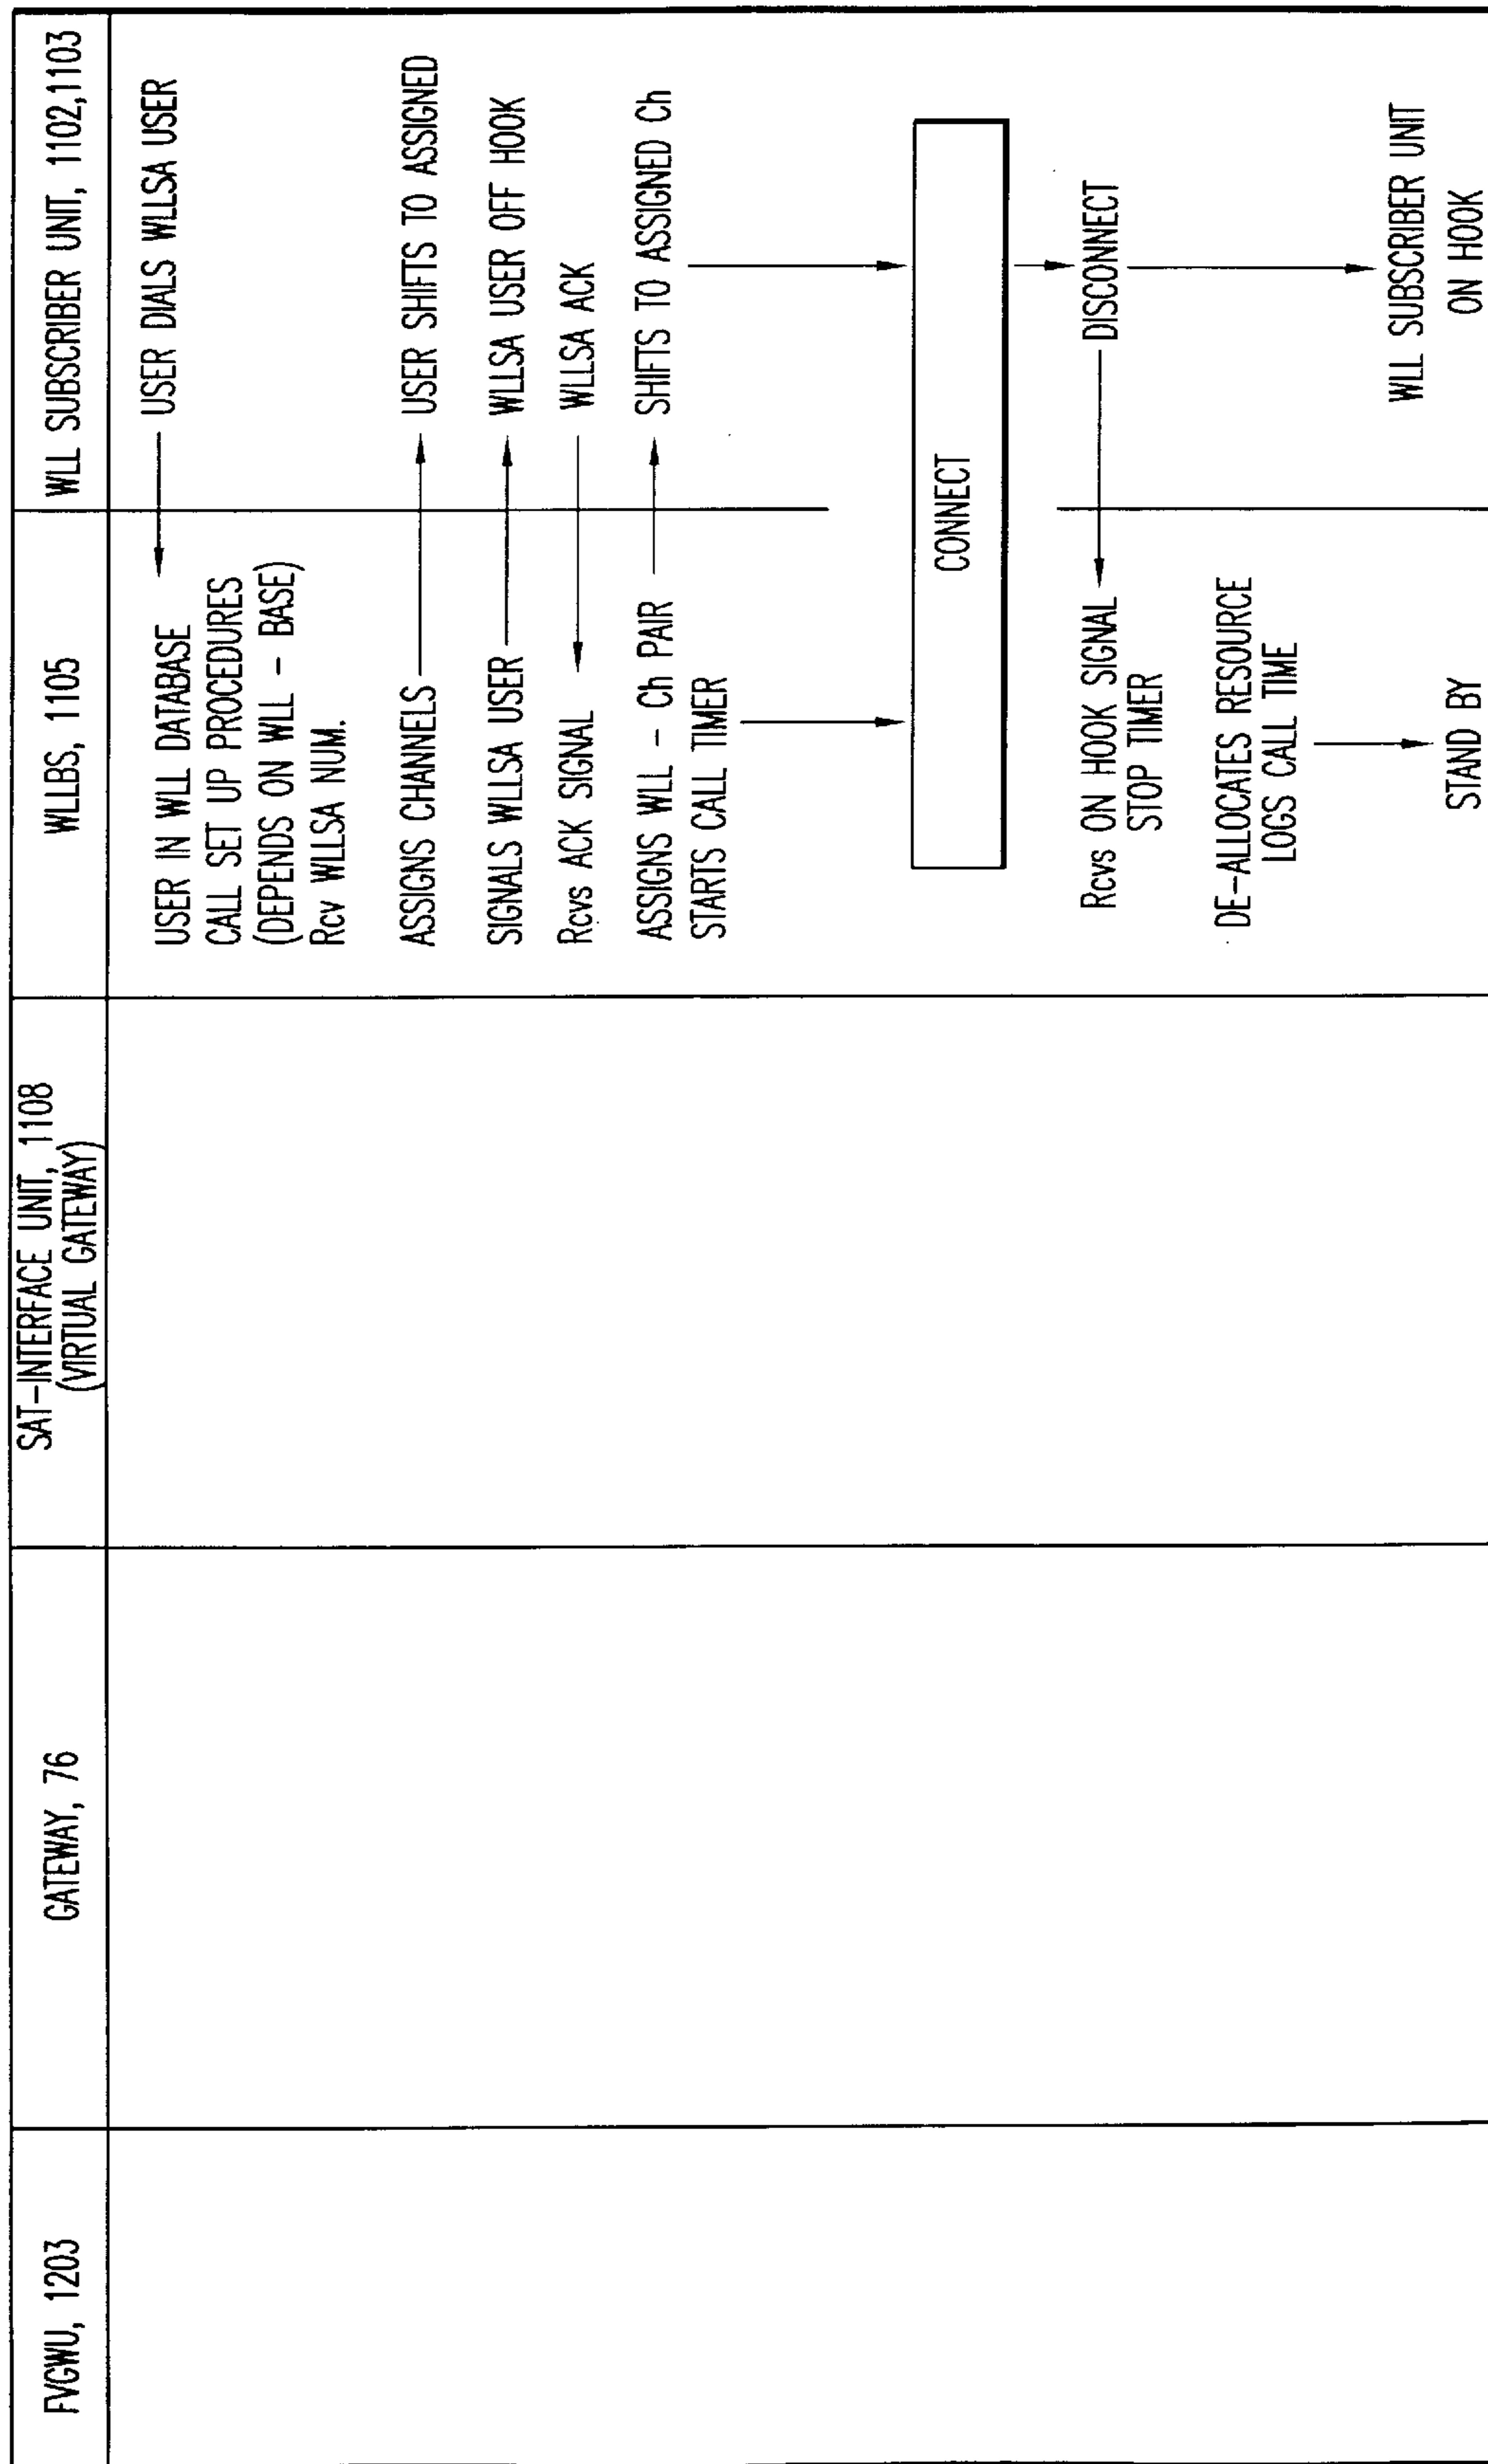 FVGWU, 1203
GATEWAY, 76
SAT-INTERFACE UNIT, 1108
(VIRTUAL GATEWAY)
WLLBS, 1105
WLL SUBSCRIBER UNIT, 1102,1103
USER IN WLL DATABASE
CALL SET UP PROCEDURES
(DEPENDS ON WLL - BASE)
Rcv WLLSA NUM.
USER DIALS WLLSA USER
ASSIGNS CHANNELS
USER SHIFTS TO ASSIGNED
SIGNALS WLLSA USER
WLLSA USER OFF HOOK
Rcvs ACK SIGNAL
WLLSA ACK
ASSIGNS WLL - Ch PAIR
STARTS CALL TIMER
SHIFTS TO ASSIGNED Ch
CONNECT
Rcvs ON HOOK SIGNAL
STOP TIMER
DISCONNECT
DE-ALLOCATES RESOURCE
LOGS CALL TIME
STAND BY
WLL SUBSCRIBER UNIT
ON HOOK